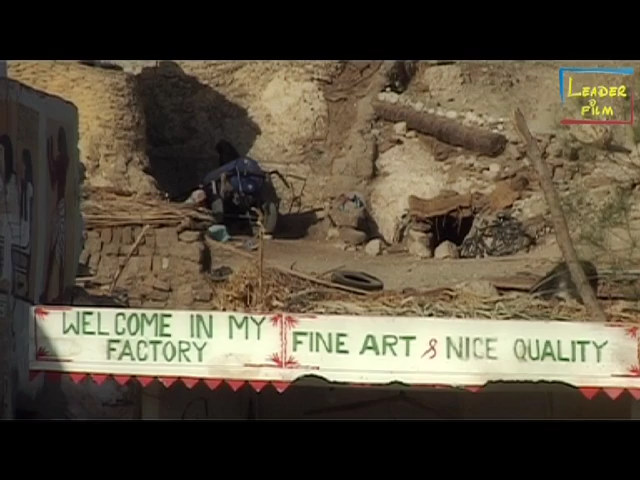 LEADER
FILM
WELCOME IN MY
FACTORY
FINE ART & NICE QUALITY